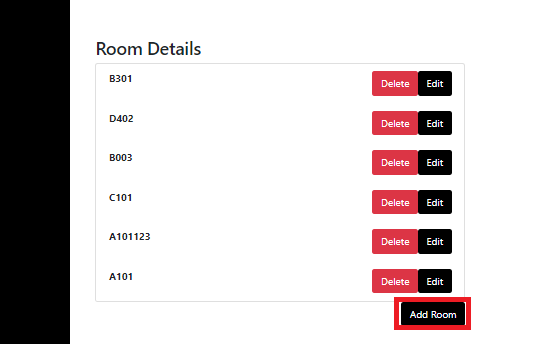 Room Details
B301 Delete Edit
D402 Delete Edit
B003 Delete Edit
C101 Delete Edit
A101123 Delete Edit
A101 Delete Edit
Add Room